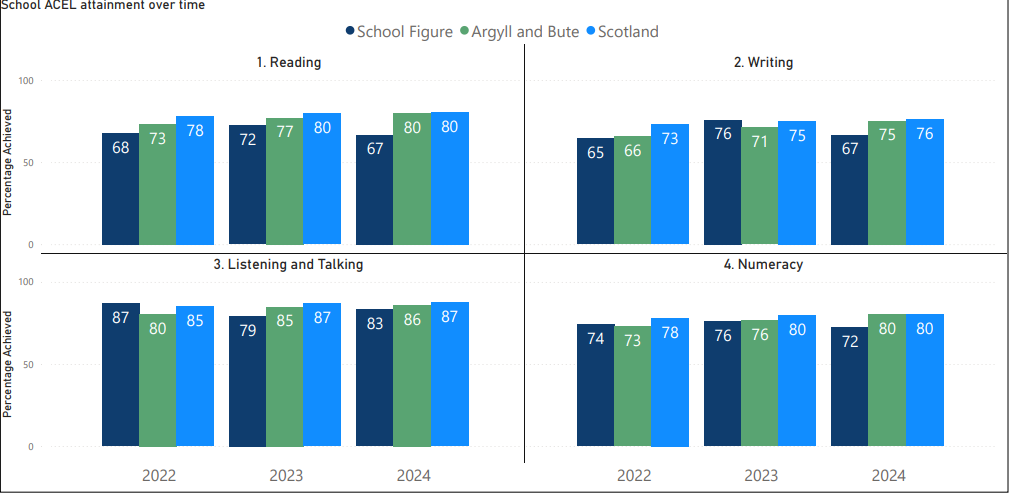 School ACEL attainment over time
School Figure Argyll and Bute Scotland
1. Reading
2. Writing
100
50
0
Percentage Achieved
68 73 78 72 77 80 67 80 80
65 66 73 76 71 75 67 75 76
3. Listening and Talking
4. Numeracy
100
50
0
Percentage Achieved
87 80 85 79 85 87 83 86 87
74 73 78 76 76 80 72 80 80
2022 2023 2024
2022 2023 2024